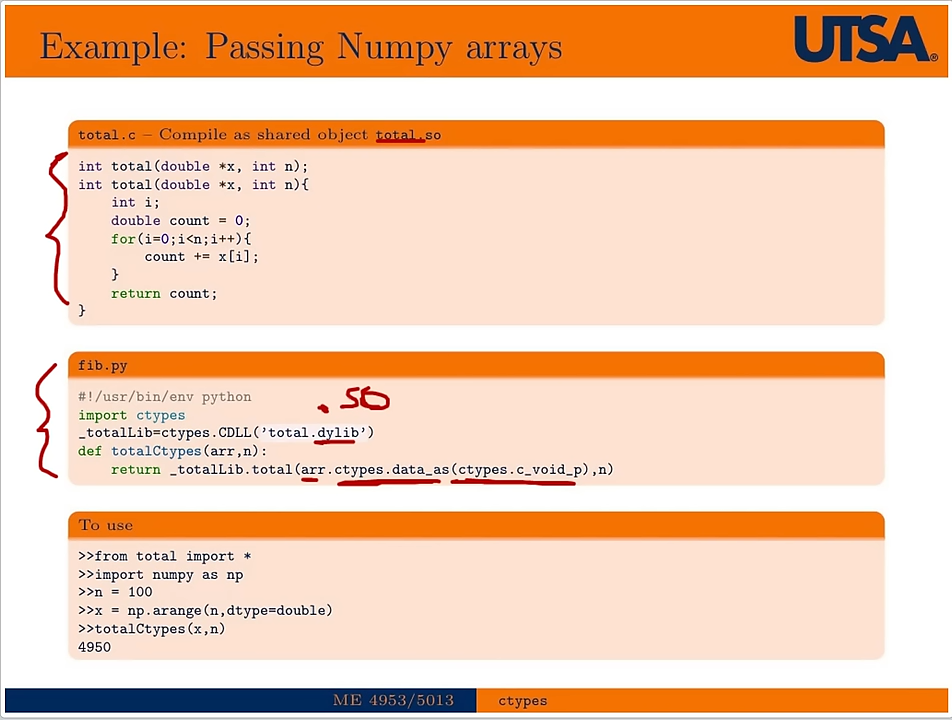 Example: Passing Numpy arrays
UTSA®
total.c – Compile as shared object total.so
int total(double *x, int n);
int total(double *x, int n){
    int i;
    double count = 0;
    for(i=0;i<n;i++){
        count += x[i];
    }
    return count;
}
fib.py
#!/usr/bin/env python
.so
import ctypes
_totalLib=ctypes.CDLL('total.dylib')
def totalCtypes(arr,n):
    return _totalLib.total(arr.ctypes.data_as(ctypes.c_void_p),n)
To use
>>from total import *
>>import numpy as np
>>n = 100
>>x = np.arange(n,dtype=double)
>>totalCtypes(x,n)
4950
ME 4953/5013
ctypes